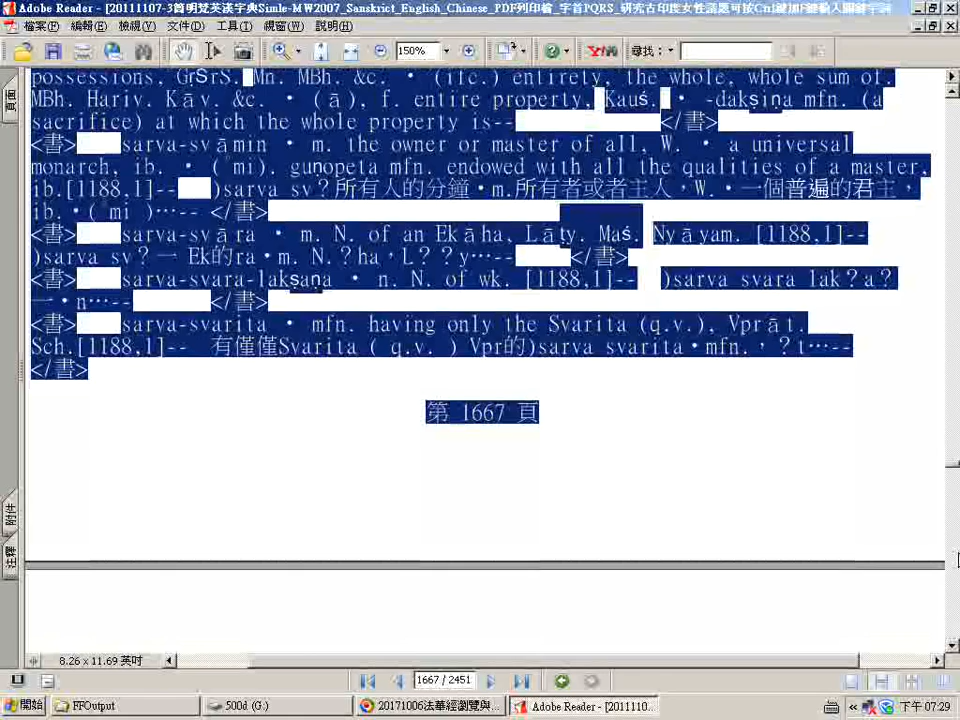 Adobe Reader - [20111107-3簡明梵英漢字典Simle-MW2007_Sanskrict_English_Chinese_PDF列印檔_字首PQRS_研究古印度女性議題可按Ctrl鍵加F鍵輸入關鍵字詞
檔案(F) 編輯(E) 檢視(V) 文件(D) 工具(T) 視窗(W) 說明(H)
150% 尋找：
頁面
possessions, GrŚrS. Mn. MBh. &c. • (ifc.) entirety, the whole, whole sum of.
MBh. Hariv. Kāv. &c. • (ā), f. entire property, Kauś. • -dakṣiṇa mfn. (a
sacrifice) at which the whole property is-- </書>
<書> sarva-svāmin • m. the owner or master of all, W. • a universal
monarch, ib. • (°mi). guṇopeta mfn. endowed with all the qualities of a master,
ib.[1188,1]-- )sarva sv？所有人的分鐘•m.所有者或者主人，W.•一個普遍的君主，
ib.•(°mi )…-- </書>
<書> sarva-svāra • m. N. of an Ekāha, Lāṭy. Maś. Nyāyam. [1188,1]--
)sarva sv？一 Ek的ra•m. N.？ha，L？？y…-- </書>
<書> sarva-svara-lakṣaṇa • n. N. of wk. [1188,1]-- )sarva svara lak？a？
一•n…-- </書>
<書> sarva-svarita • mfn. having only the Svarita (q.v.), Vprāt.
Sch.[1188,1]-- 有僅僅Svarita ( q.v. ) Vpr的)sarva svarita•mfn.，？t…--
</書>
第 1667 頁
附件
注釋
8.26 x 11.69 英吋
1667 / 2451
開始 FFOutput 500d (G:) 20171006法華經瀏覽與... Adobe Reader - [201110... 下午 07:29